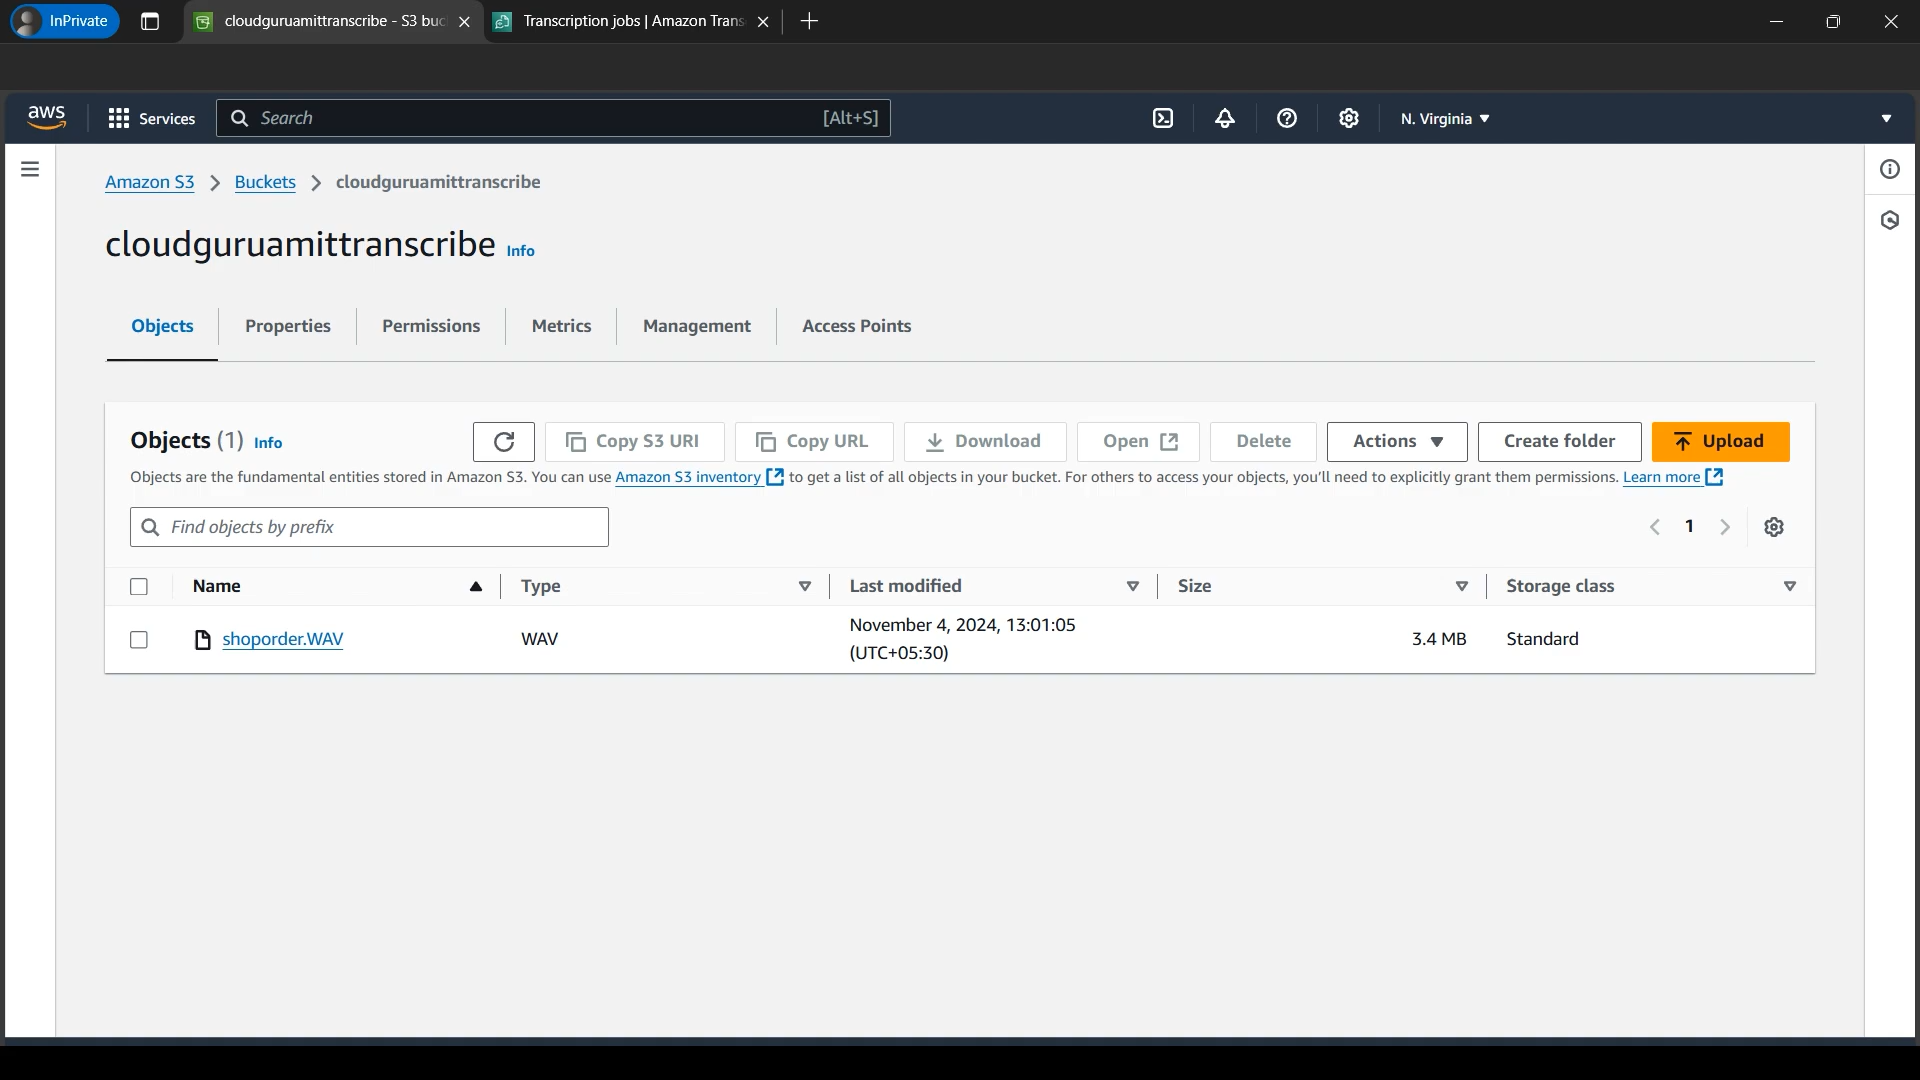 InPrivate
cloudguruamittranscribe - S3 buc
Transcription jobs | Amazon Trans
aws
Services
Search
[Alt+S]
N. Virginia
Amazon S3 > Buckets > cloudguruamittranscribe
cloudguruamittranscribe Info
Objects
Properties
Permissions
Metrics
Management
Access Points
Objects (1) Info
Copy S3 URI
Copy URL
Download
Open
Delete
Actions
Create folder
Upload
Objects are the fundamental entities stored in Amazon S3. You can use Amazon S3 inventory to get a list of all objects in your bucket. For others to access your objects, you'll need to explicitly grant them permissions. Learn more
Find objects by prefix
1
Name
Type
Last modified
Size
Storage class
shoporder.WAV
WAV
November 4, 2024, 13:01:05
(UTC+05:30)
3.4 MB
Standard